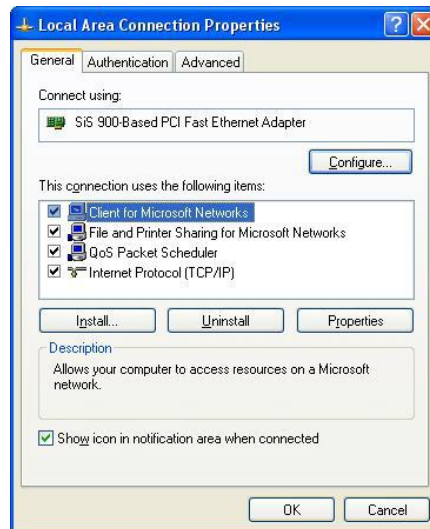 Local Area Connection Properties
General
Authentication
Advanced
Connect using:
SiS 900-Based PCI Fast Ethernet Adapter
Configure...
This connection uses the following items:
Client for Microsoft Networks
File and Printer Sharing for Microsoft Networks
QoS Packet Scheduler
Internet Protocol (TCP/IP)
Install...
Uninstall
Properties
Description
Allows your computer to access resources on a Microsoft
network.
Show icon in notification area when connected
OK
Cancel